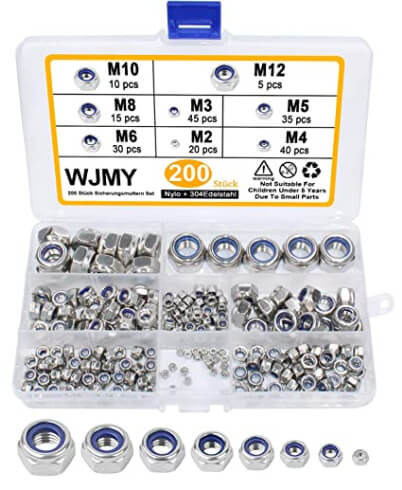 M10
10 pcs
M12
5 pcs
M8
15 pcs
M3
45 pcs
M5
35 pcs
M6
30 pcs
M2
20 pcs
M4
40 pcs
WJMY
200 Stück Sicherungsmuttern Set
200
Stück
Nylo + 304Edelstahl
Not Suitable For
Children Under 5 Years
Due To Small Parts